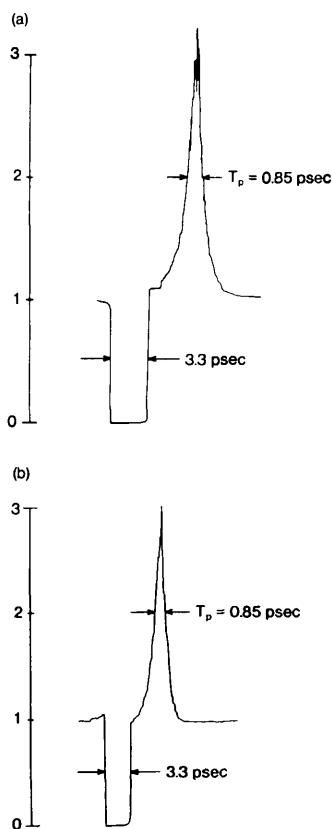 (a)
3
2
T_p = 0.85 psec
1
3.3 psec
0
(b)
3
2
T_p = 0.85 psec
1
3.3 psec
0